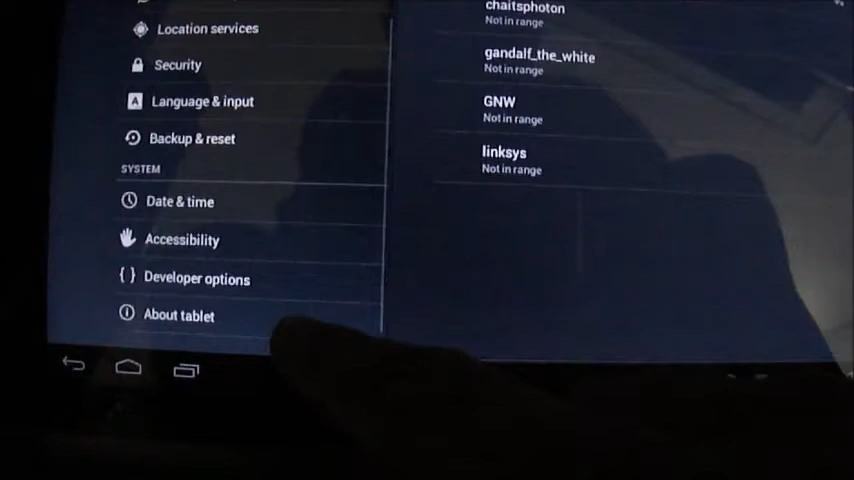 Location services
Security
Language & input
Backup & reset
SYSTEM
Date & time
Accessibility
Developer options
About tablet
chaitsphoton
Not in range
gandalf_the_white
Not in range
GNW
Not in range
linksys
Not in range